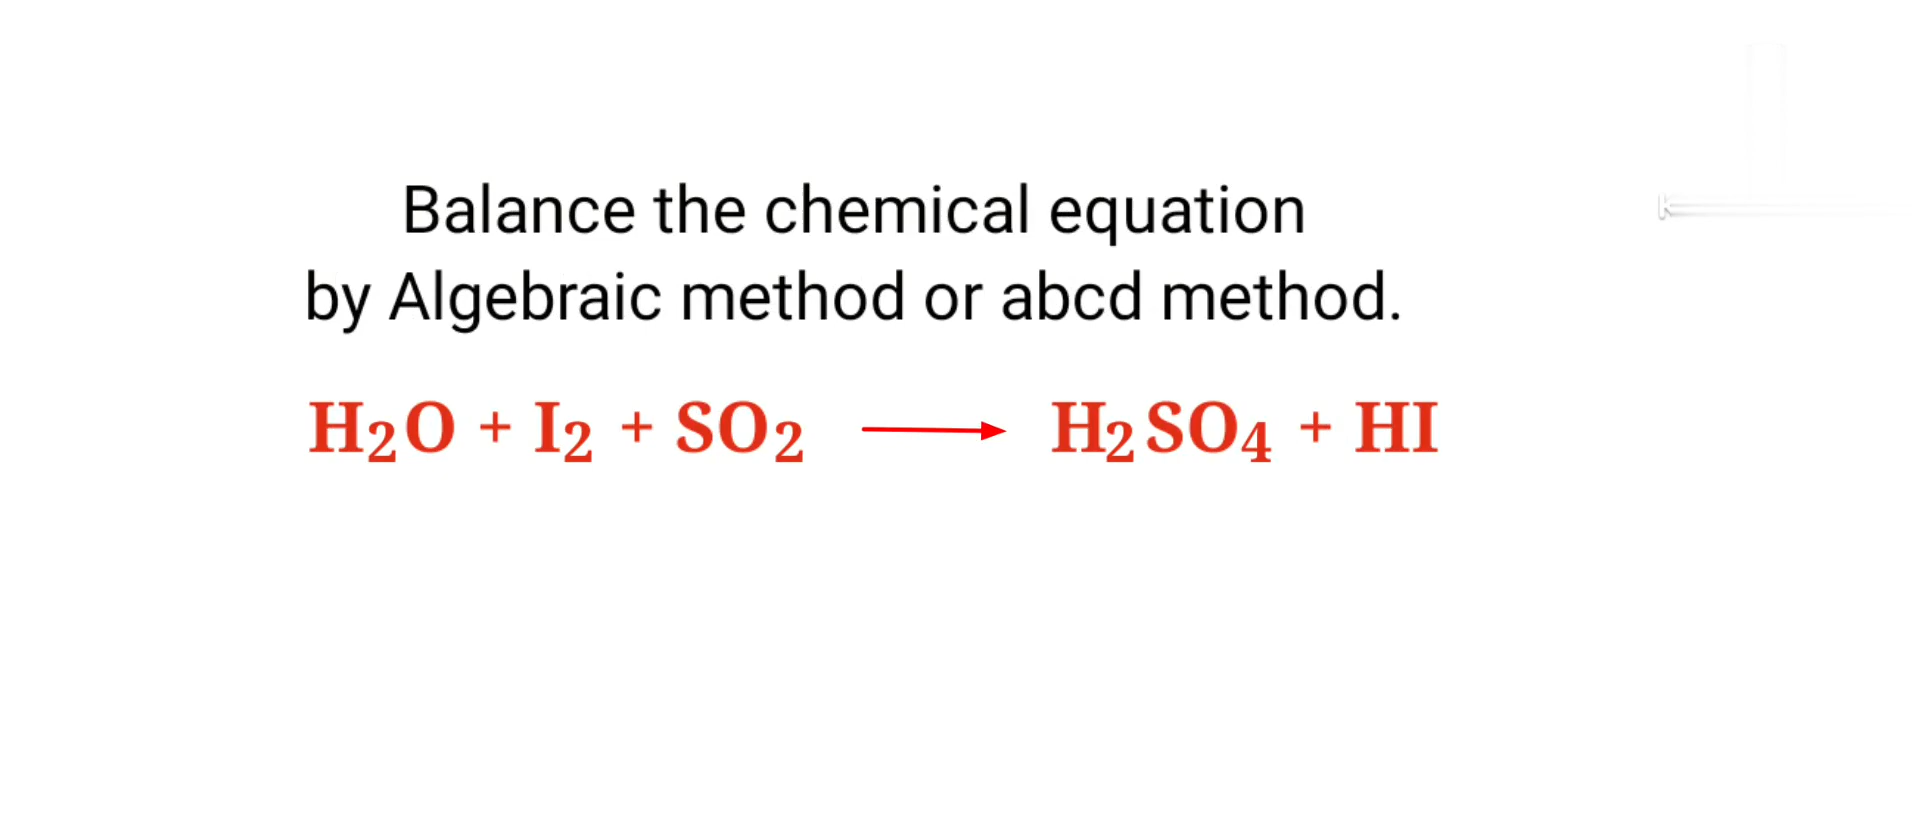 Balance the chemical equation
by Algebraic method or abcd method.
H₂O + I₂ + SO₂ ⟶ H₂SO₄ + HI